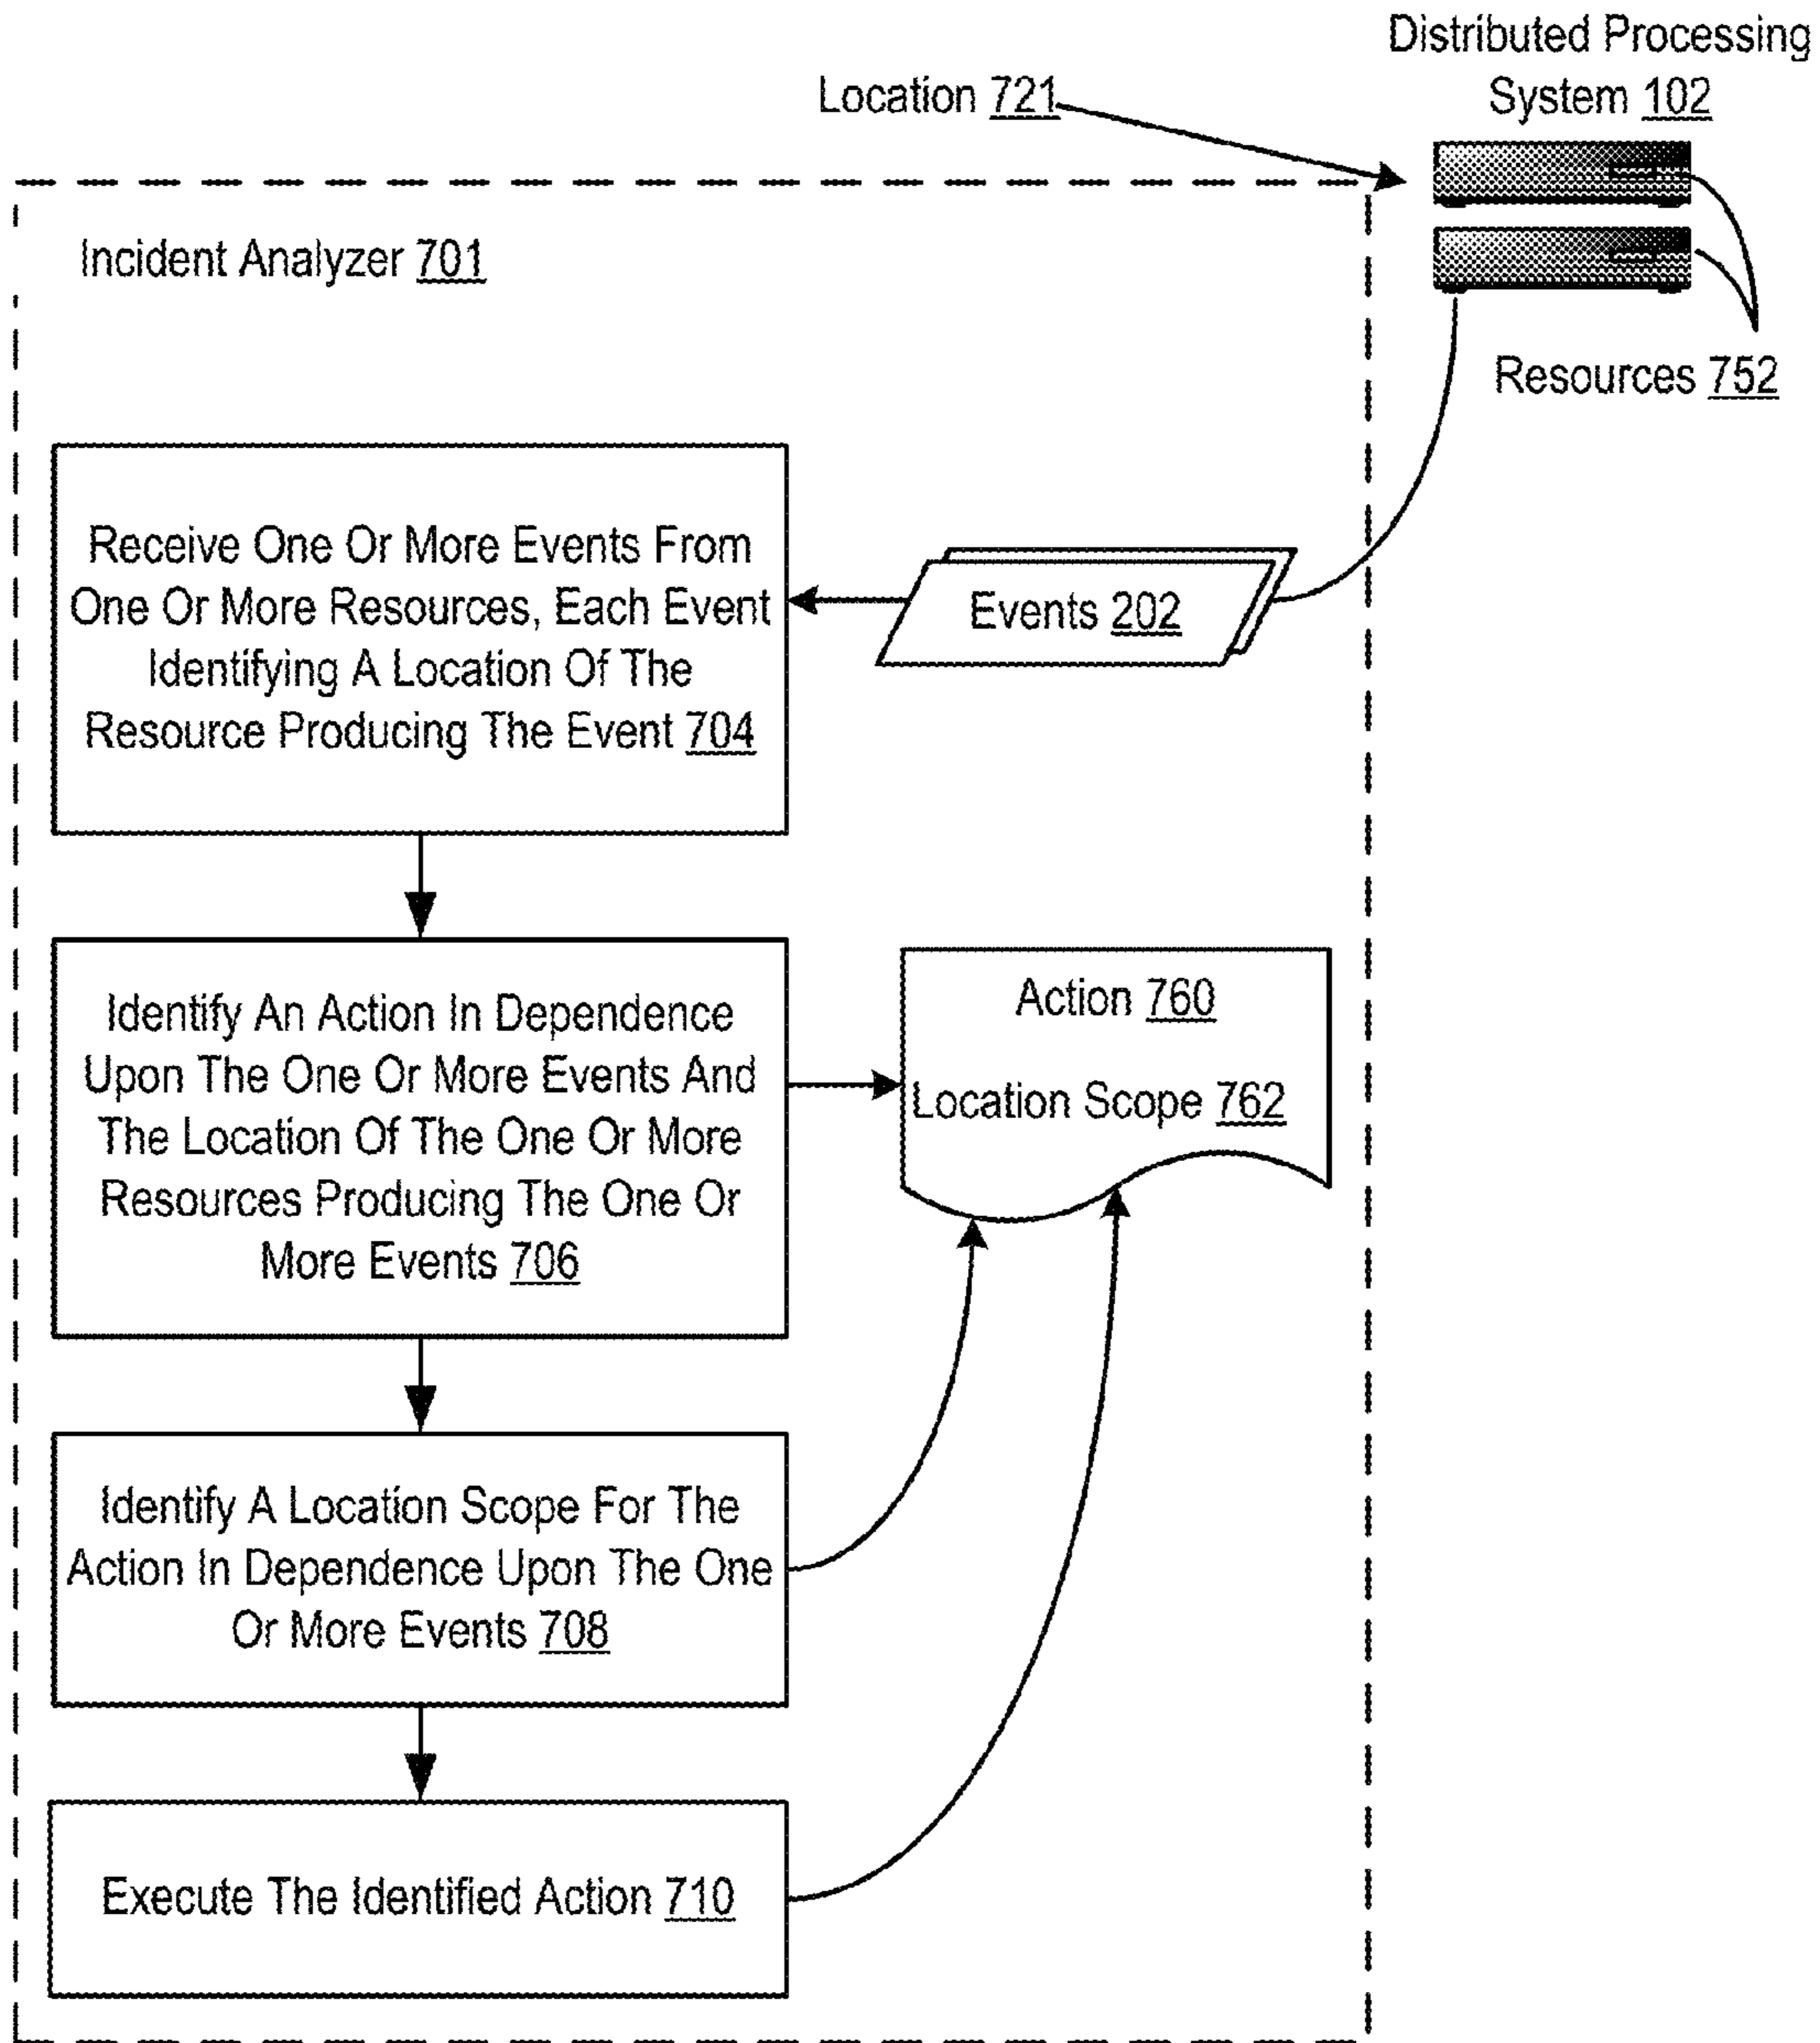 Distributed Processing
System 102
Location 721
Incident Analyzer 701
Resources 752
Receive One Or More Events From
One Or More Resources, Each Event
Identifying A Location Of The
Resource Producing The Event 704
Events 202
Identify An Action In Dependence
Upon The One Or More Events And
The Location Of The One Or More
Resources Producing The One Or
More Events 706
Action 760
Location Scope 762
Identify A Location Scope For The
Action In Dependence Upon The One
Or More Events 708
Execute The Identified Action 710